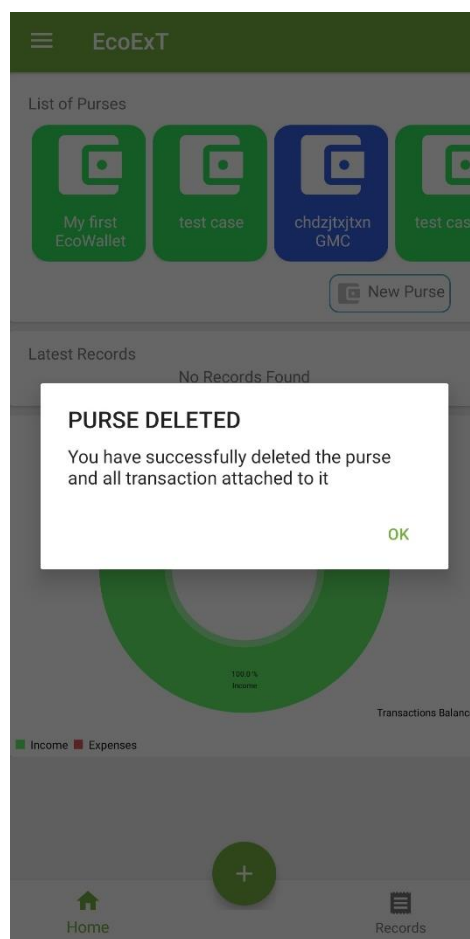 EcoExT
List of Purses
My first
EcoWallet
test case
chdzjtxjtxn
GMC
test cas
New Purse
Latest Records
No Records Found
PURSE DELETED
You have successfully deleted the purse
and all transaction attached to it
OK
100.0 %
Income
Transactions Balanc
Income
Expenses
Home
Records